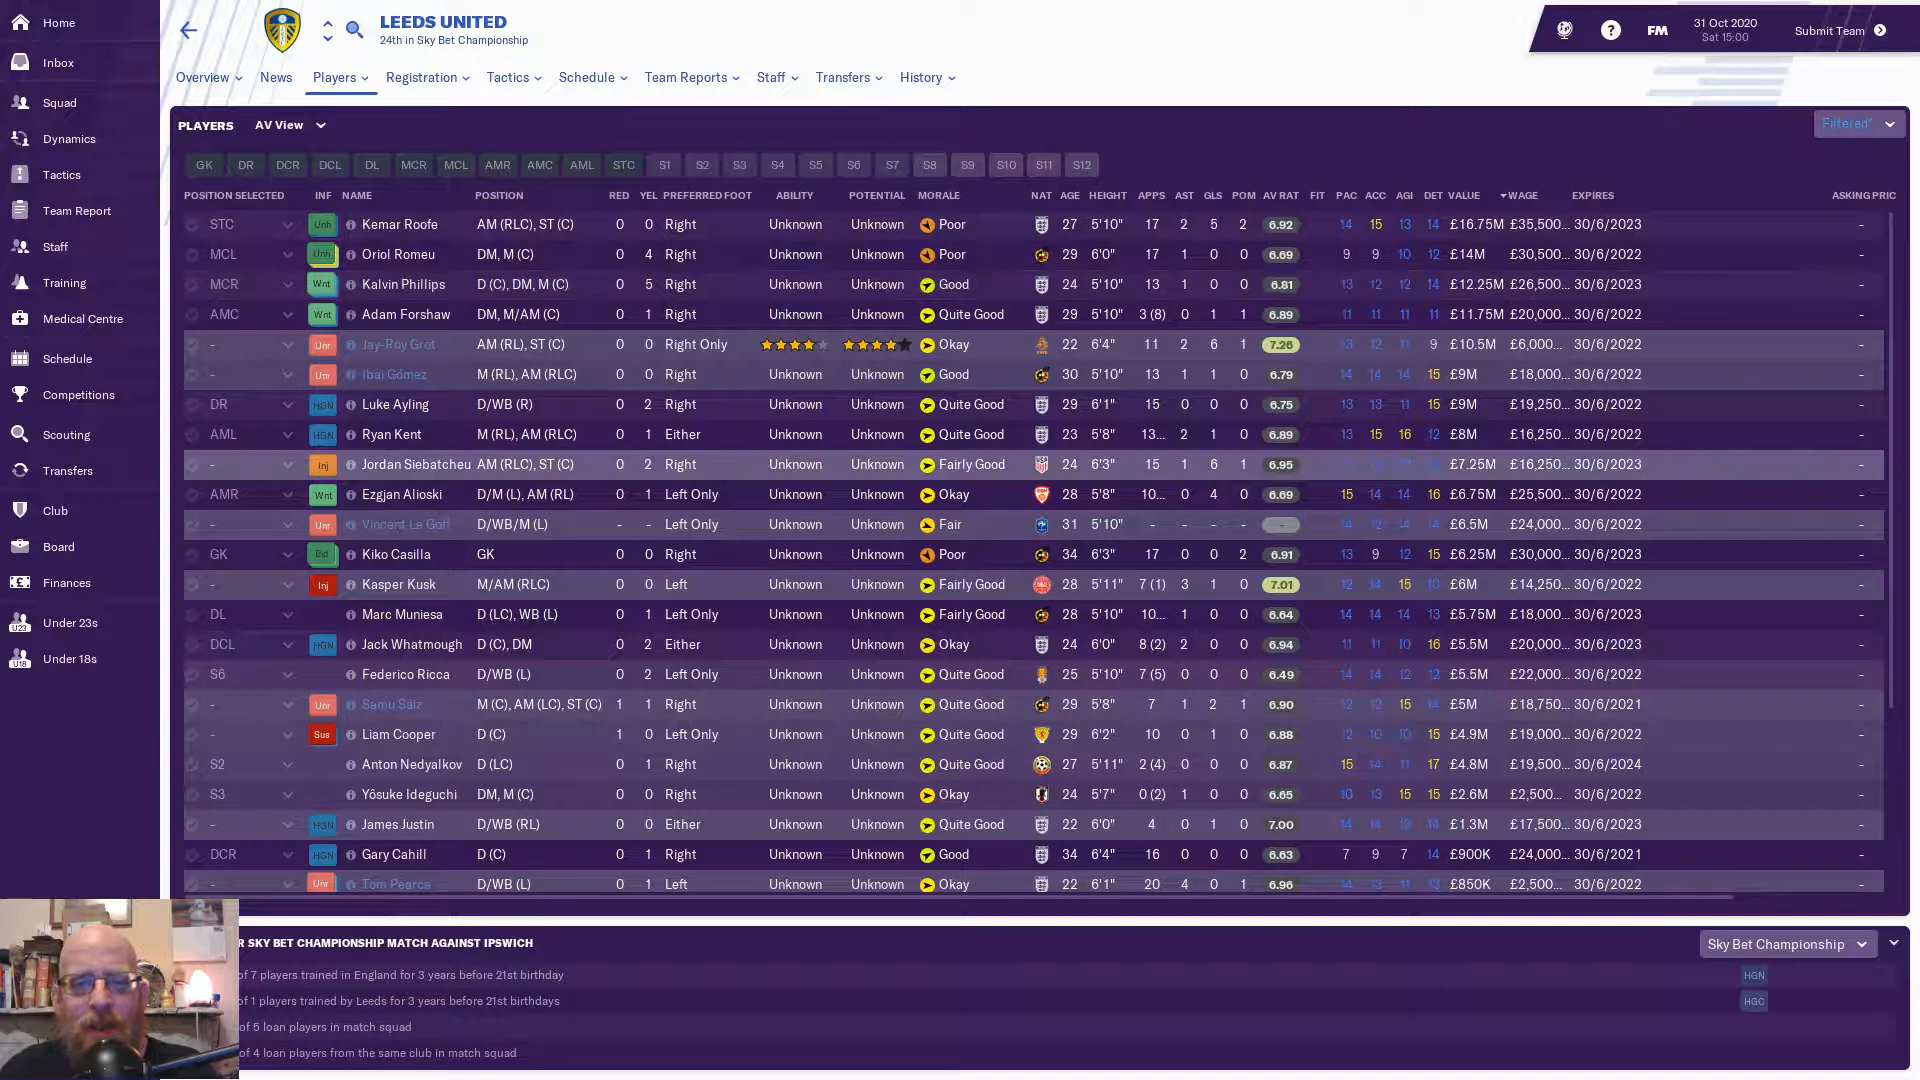 Home
Inbox
Squad
Dynamics
Tactics
Team Report
Staff
Training
Medical Centre
Schedule
Competitions
Scouting
Transfers
Club
Board
Finances
Under 23s
Under 18s
LEEDS UNITED
24th in Sky Bet Championship
FM 31 Oct 2020 Sat 15:00 Submit Team
Overview News Players Registration Tactics Schedule Team Reports Staff Transfers History
PLAYERS AV View Filtered*
GK DR DCR DCL DL MCR MCL AMR AMC AML STC S1 S2 S3 S4 S5 S6 S7 S8 S9 S10 S11 S12
POSITION SELECTED INF NAME POSITION RED YEL PREFERRED FOOT ABILITY POTENTIAL MORALE NAT AGE HEIGHT APPS AST GLS POM AV RAT FIT PAC ACC AGI DET VALUE WAGE EXPIRES ASKING PRIC
STC Unh Kemar Roofe AM (RLC), ST (C) 0 0 Right Unknown Unknown Poor 27 5'10" 17 2 5 2 6.92 14 15 13 14 £16.75M £35,500... 30/6/2023 -
MCL Unh Oriol Romeu DM, M (C) 0 4 Right Unknown Unknown Poor 29 6'0" 17 1 0 0 6.69 9 9 10 12 £14M £30,500... 30/6/2022 -
MCR Wnt Kalvin Phillips D (C), DM, M (C) 0 5 Right Unknown Unknown Good 24 5'10" 13 1 0 0 6.81 13 12 12 14 £12.25M £26,500... 30/6/2023 -
AMC Wnt Adam Forshaw DM, M/AM (C) 0 1 Right Unknown Unknown Quite Good 29 5'10" 3 (8) 0 1 1 6.89 11 11 11 11 £11.75M £20,000... 30/6/2022 -
- Unr Jay-Roy Grot AM (RL), ST (C) 0 0 Right Only Okay 22 6'4" 11 2 6 1 7.26 12 11 9 £10.5M £6,000... 30/6/2022 -
- Unr Ibai Gómez M (RL), AM (RLC) 0 0 Right Unknown Unknown Good 30 5'10" 13 1 1 0 6.79 14 14 14 15 £9M £18,000... 30/6/2022 -
DR HGN Luke Ayling D/WB (R) 0 2 Right Unknown Unknown Quite Good 29 6'1" 15 0 0 0 6.75 13 13 11 15 £9M £19,250... 30/6/2022 -
AML HGN Ryan Kent M (RL), AM (RLC) 0 1 Either Unknown Unknown Quite Good 23 5'8" 13... 2 1 0 6.89 13 15 16 12 £8M £16,250... 30/6/2022 -
- Inj Jordan Siebatcheu AM (RLC), ST (C) 0 2 Right Unknown Unknown Fairly Good 24 6'3" 15 1 6 1 6.95 £7.25M £16,250... 30/6/2023 -
AMR Wnt Ezgjan Alioski D/M (L), AM (RL) 0 1 Left Only Unknown Unknown Okay 28 5'8" 10... 0 4 0 6.69 15 14 14 16 £6.75M £25,500... 30/6/2022 -
- Unr Vincent Le Goff D/WB/M (L) - - Left Only Unknown Unknown Fair 31 5'10" - - - - - 14 12 14 14 £6.5M £24,000... 30/6/2022 -
GK Bid Kiko Casilla GK 0 0 Right Unknown Unknown Poor 34 6'3" 17 0 0 2 6.91 13 9 12 15 £6.25M £30,000... 30/6/2023 -
- Inj Kasper Kusk M/AM (RLC) 0 0 Left Unknown Unknown Fairly Good 28 5'11" 7 (1) 3 1 0 7.01 12 14 15 10 £6M £14,250... 30/6/2022 -
DL Marc Muniesa D (LC), WB (L) 0 1 Left Only Unknown Unknown Fairly Good 28 5'10" 10... 1 0 0 6.64 14 14 14 13 £5.75M £18,000... 30/6/2023 -
DCL HGN Jack Whatmough D (C), DM 0 2 Either Unknown Unknown Okay 24 6'0" 8 (2) 2 0 0 6.94 11 11 10 16 £5.5M £20,000... 30/6/2023 -
S6 Federico Ricca D/WB (L) 0 2 Left Only Unknown Unknown Quite Good 25 5'10" 7 (5) 0 0 0 6.49 14 14 12 12 £5.5M £22,000... 30/6/2022 -
- Unr Samu Sáiz M (C), AM (LC), ST (C) 1 1 Right Unknown Unknown Quite Good 29 5'8" 7 1 2 1 6.90 12 12 15 14 £5M £18,750... 30/6/2021 -
- Sus Liam Cooper D (C) 1 0 Left Only Unknown Unknown Quite Good 29 6'2" 10 0 1 0 6.88 12 10 10 15 £4.9M £19,000... 30/6/2022 -
S2 Anton Nedyalkov D (LC) 0 1 Right Unknown Unknown Quite Good 27 5'11" 2 (4) 0 0 0 6.87 15 14 11 17 £4.8M £19,500... 30/6/2024 -
S3 Yôsuke Ideguchi DM, M (C) 0 0 Right Unknown Unknown Okay 24 5'7" 0 (2) 1 0 0 6.65 10 13 15 15 £2.6M £2,500... 30/6/2022 -
- HGN James Justin D/WB (RL) 0 0 Either Unknown Unknown Quite Good 22 6'0" 4 0 1 0 7.00 14 14 13 14 £1.3M £17,500... 30/6/2023 -
DCR HGN Gary Cahill D (C) 0 1 Right Unknown Unknown Good 34 6'4" 16 0 0 0 6.63 7 9 7 14 £900K £24,000... 30/6/2021 -
- Unr Tom Pearce D/WB (L) 0 1 Left Unknown Unknown Okay 22 6'1" 20 4 0 1 6.96 14 13 11 13 £850K £2,500... 30/6/2022 -
R SKY BET CHAMPIONSHIP MATCH AGAINST IPSWICH Sky Bet Championship
of 7 players trained in England for 3 years before 21st birthday HGN
of 1 players trained by Leeds for 3 years before 21st birthdays HGC
of 5 loan players in match squad
of 4 loan players from the same club in match squad